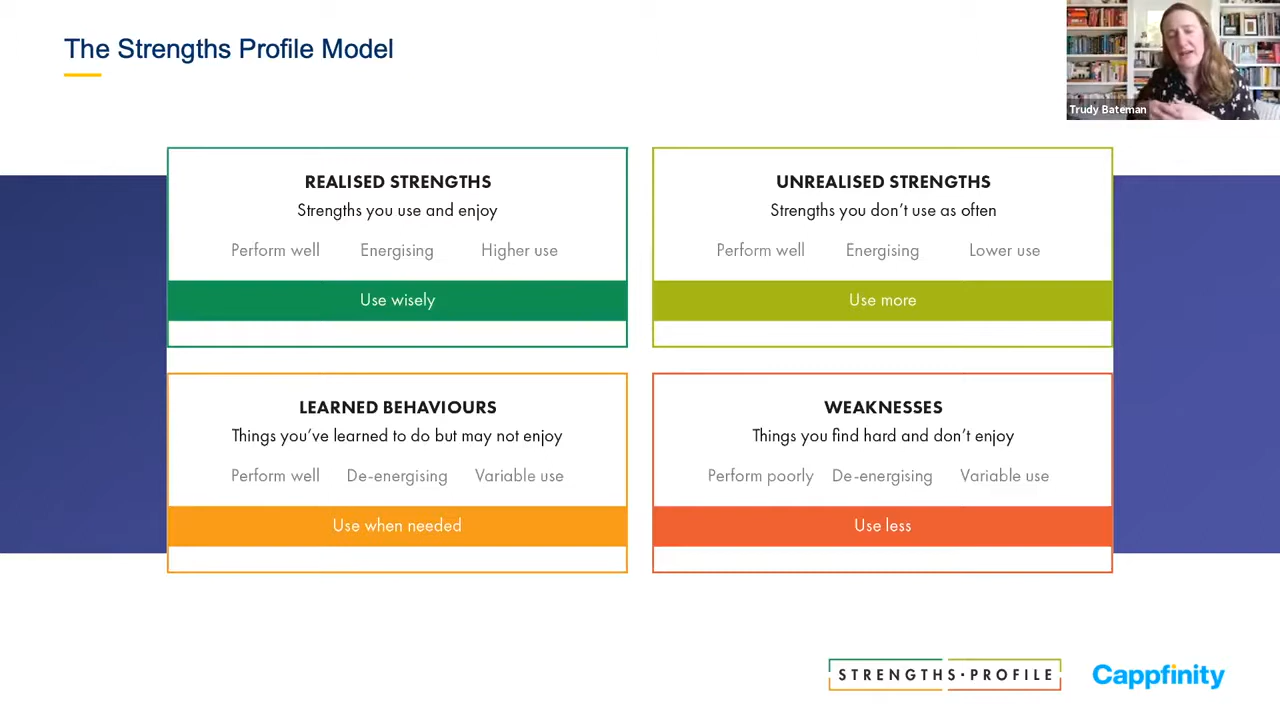 The Strengths Profile Model
Trudy Bateman
REALISED STRENGTHS
Strengths you use and enjoy
Perform well Energising Higher use
Use wisely
UNREALISED STRENGTHS
Strengths you don't use as often
Perform well Energising Lower use
Use more
LEARNED BEHAVIOURS
Things you've learned to do but may not enjoy
Perform well De-energising Variable use
Use when needed
WEAKNESSES
Things you find hard and don't enjoy
Perform poorly De-energising Variable use
Use less
STRENGTHS·PROFILE
Cappfinity